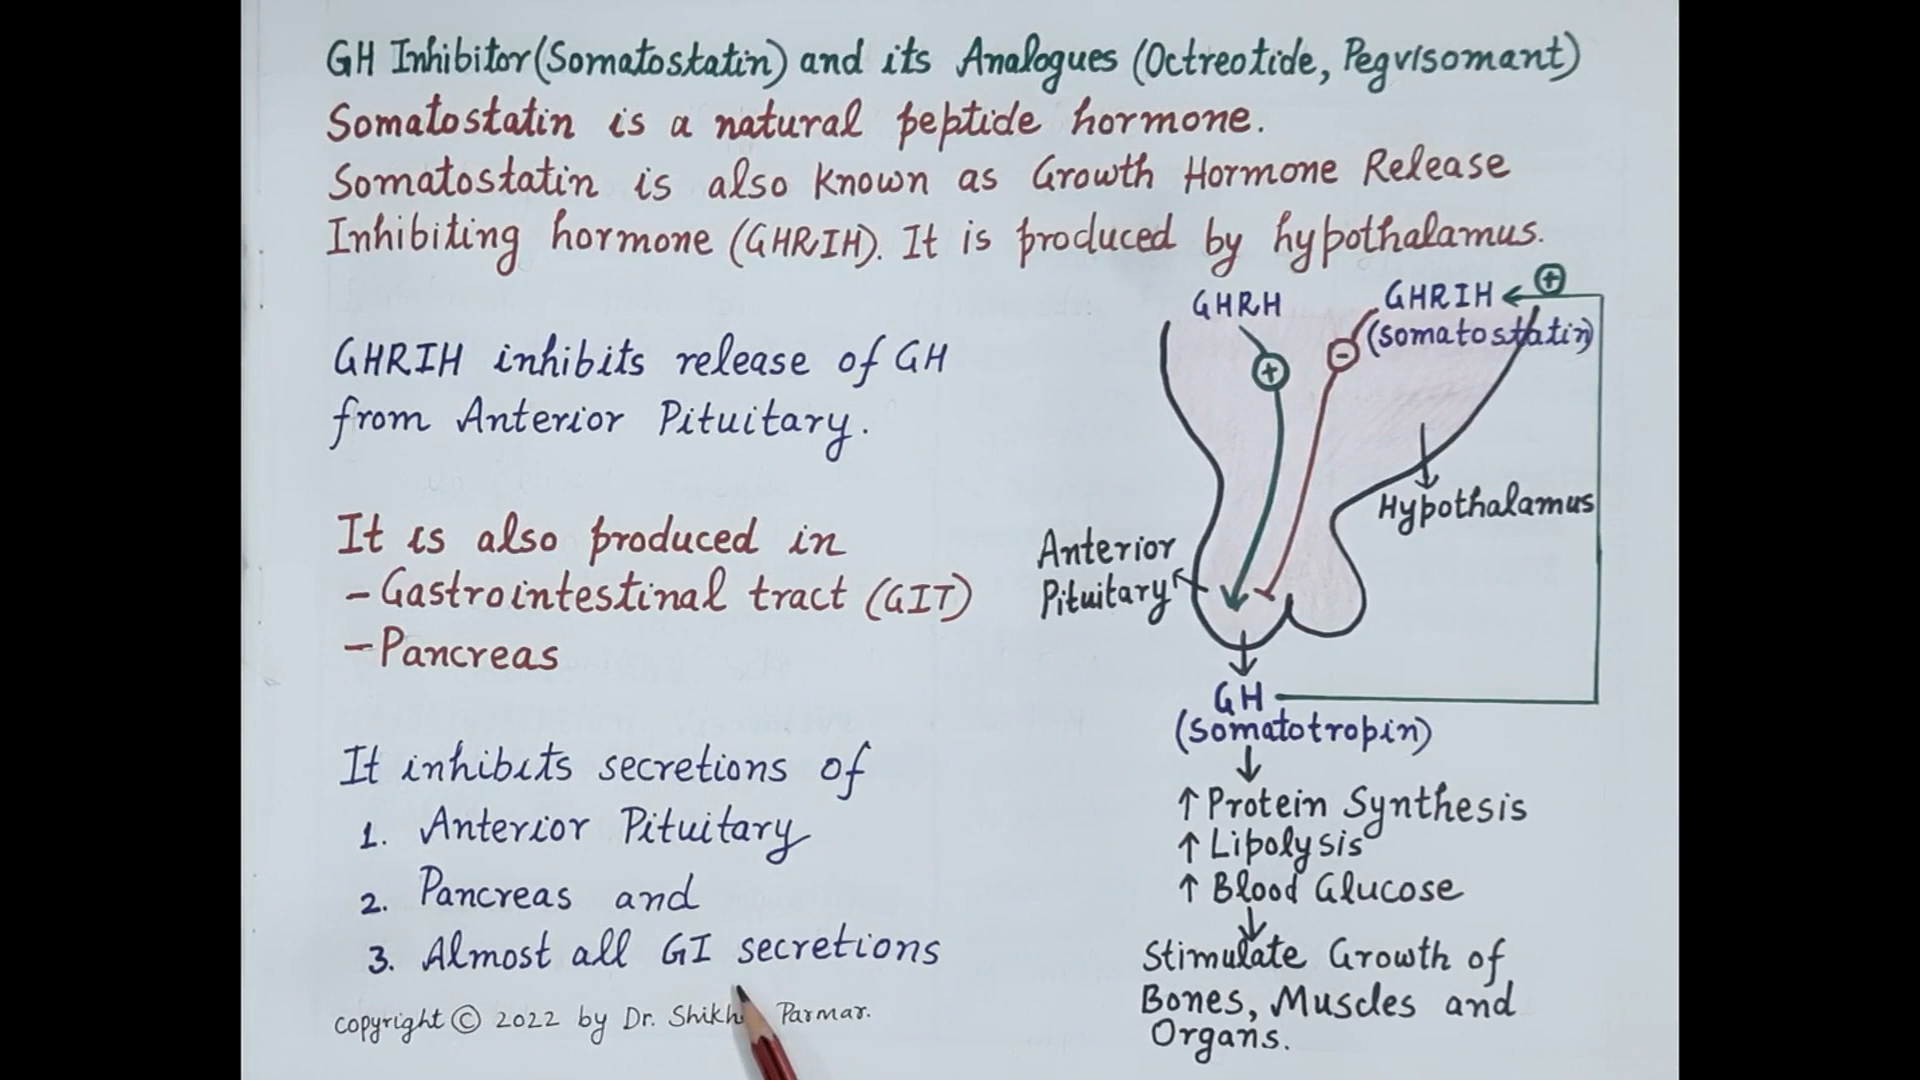 GH Inhibitor(Somatostatin) and its Analogues (Octreotide, Pegvisomant)
Somatostatin is a natural peptide hormone.
Somatostatin is also known as Growth Hormone Release
Inhibiting hormone (GHRIH). It is produced by hypothalamus.
GHRIH inhibits release of GH
from Anterior Pituitary.
It is also produced in
- Gastrointestinal tract (GIT)
- Pancreas
It inhibits secretions of
1. Anterior Pituitary
2. Pancreas and
3. Almost all GI secretions
copyright © 2022 by Dr. Shikh Parmar.
GHRH
GHRIH ← +
(somatostatin)
+
-
Hypothalamus
Anterior
Pituitary
↓
GH
(somatotropin)
↓
↑ Protein Synthesis
↑ Lipolysis
↑ Blood Glucose
↓
Stimulate Growth of
Bones, Muscles and
Organs.